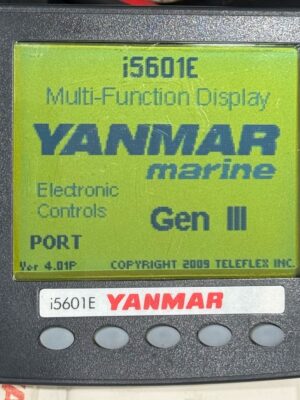 i5601E
Multi-Function Display
YANMAR
marine
Electronic
Controls
Gen III
PORT
Ver 4.01P COPYRIGHT 2009 TELEFLEX INC.
i5601E YANMAR